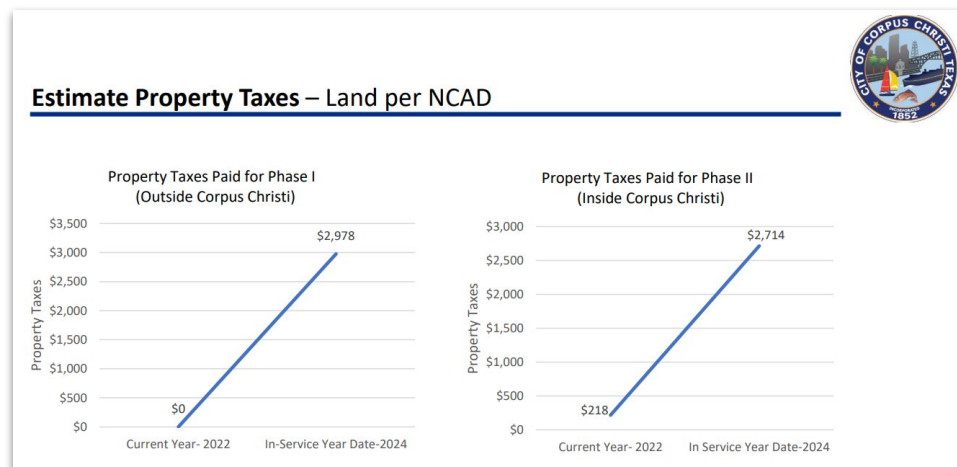 CITY OF CORPUS CHRISTI TEXAS
INCORPORATED
1852
Estimate Property Taxes – Land per NCAD
Property Taxes Paid for Phase I
(Outside Corpus Christi)
Property Taxes
$3,500
$3,000
$2,500
$2,000
$1,500
$1,000
$500
$0
$2,978
$0
Current Year- 2022
In-Service Year Date-2024
Property Taxes Paid for Phase II
(Inside Corpus Christi)
Property Taxes
$3,000
$2,500
$2,000
$1,500
$1,000
$500
$0
$2,714
$218
Current Year- 2022
In Service Year Date-2024